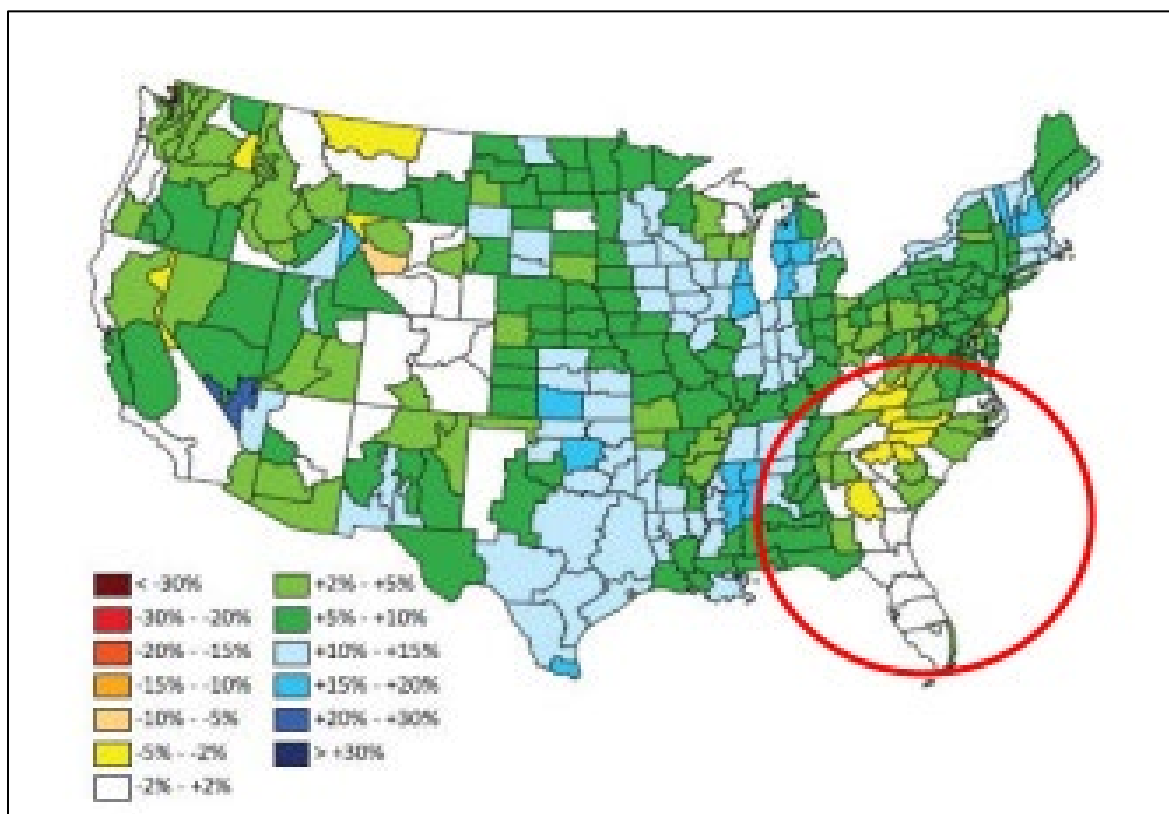 < -30%
-30% - -20%
-20% - -15%
-15% - -10%
-10% - -5%
-5% - -2%
-2% - +2%
+2% - +5%
+5% - +10%
+10% - +15%
+15% - +20%
+20% - +30%
> +30%